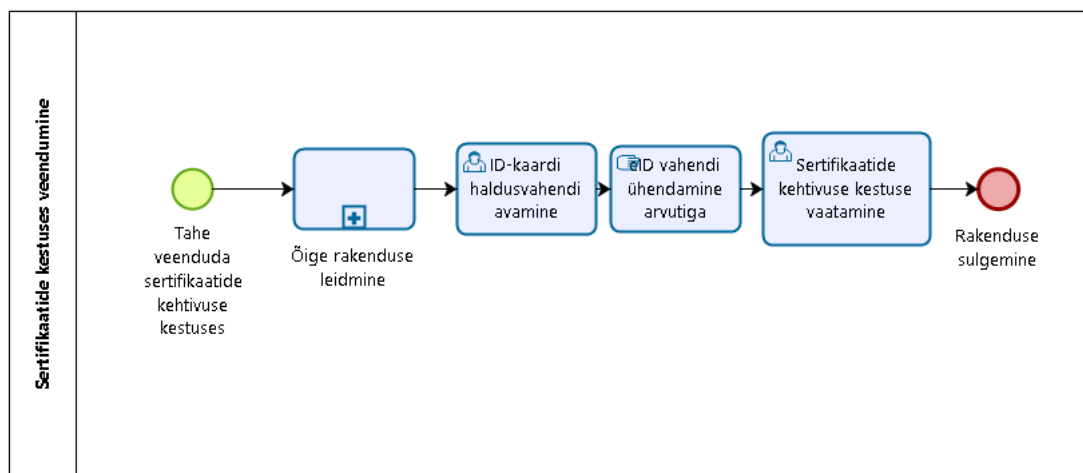 Sertifikaatide kestuses veendumine
Tahe
veenduda
sertifikaatide
kehtivuse
kestuses
Õige rakenduse
leidmine
ID-kaardi
haldusvahendi
avamine
eID vahendi
ühendamine
arvutiga
Sertifikaatide
kehtivuse kestuse
vaatamine
Rakenduse
sulgemine